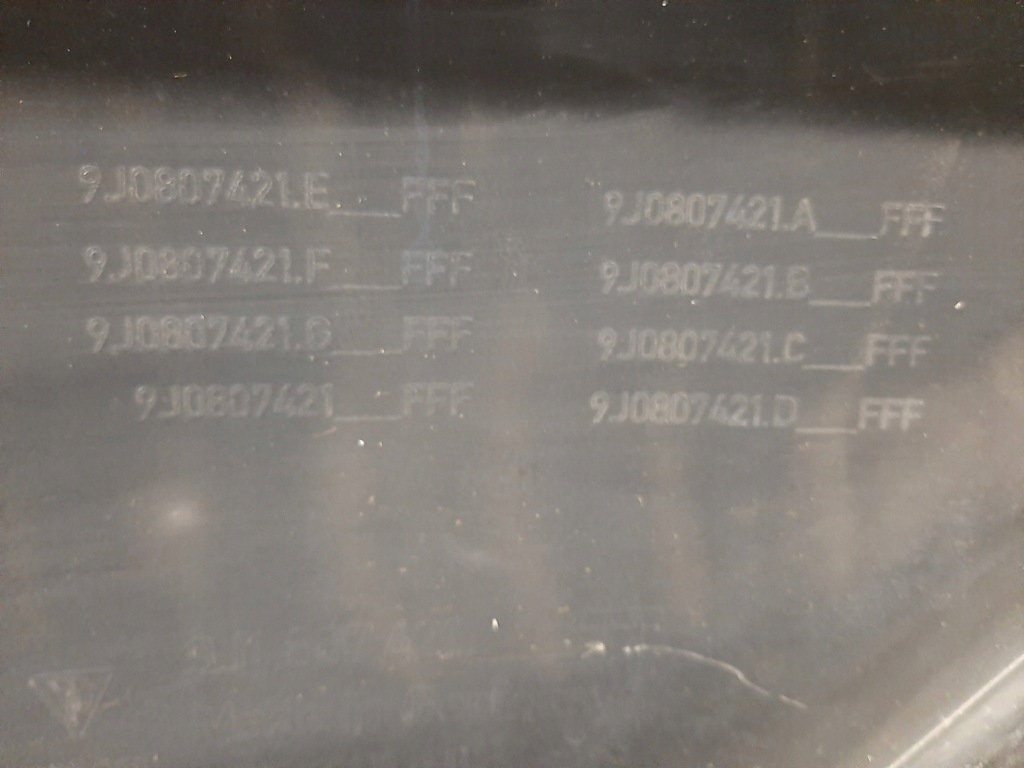 9J0807421.E___FFF
9J0807421.F___FFF
9J0807421.G___FFF
9J0807421___FFF
9J0807421.A___FFF
9J0807421.B___FFF
9J0807421.C___FFF
9J0807421.D___FFF